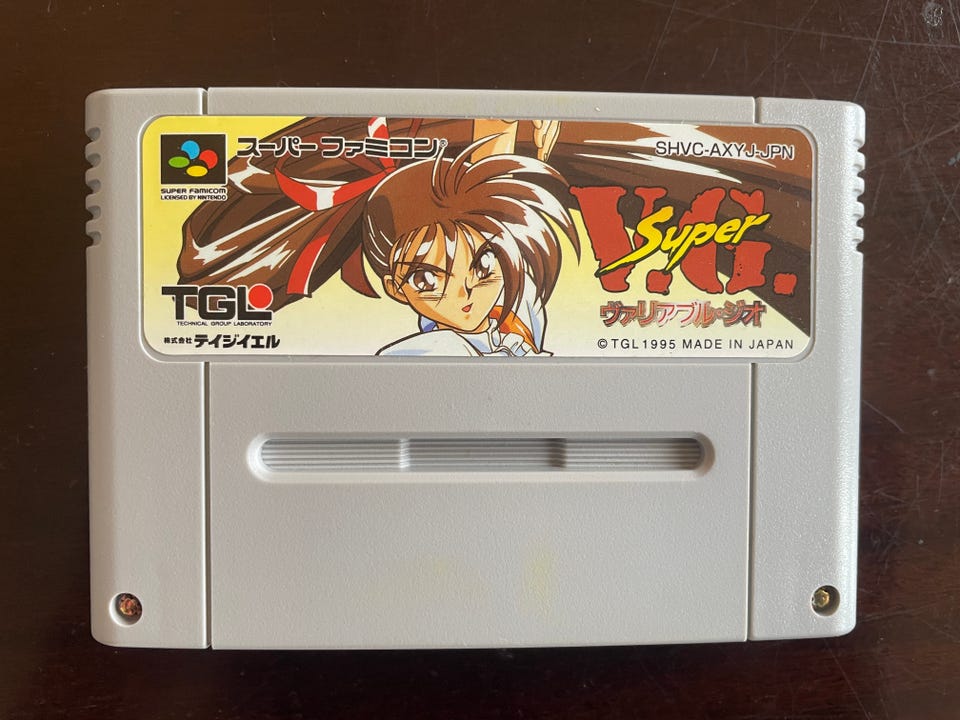 スーパーファミコン®
SHVC-AXYJ-JPN
SUPER FAMICOM
LICENSED BY NINTENDO
Super
V.G.
ヴァリアブル・ジオ
TGL
TECHNICAL GROUP LABORATORY
株式会社 テイジイエル
©TGL 1995 MADE IN JAPAN